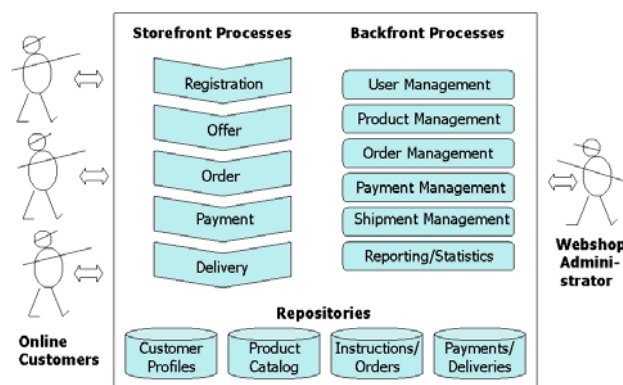 Storefront Processes
Registration
Offer
Order
Payment
Delivery
Backfront Processes
User Management
Product Management
Order Management
Payment Management
Shipment Management
Reporting/Statistics
Webshop
Admini-
strator
Online
Customers
Repositories
Customer
Profiles
Product
Catalog
Instructions/
Orders
Payments/
Deliveries